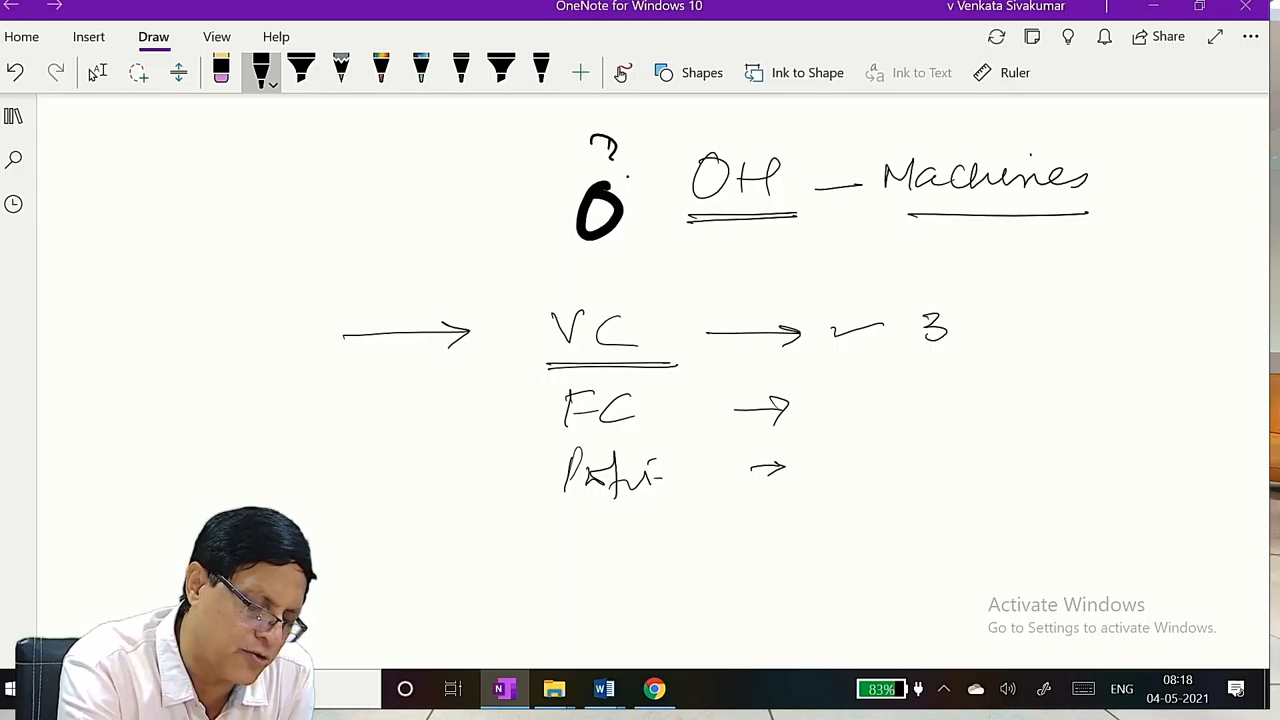 OneNote for Windows 10
v Venkata Sivakumar
Home Insert Draw View Help
Share
Shapes Ink to Shape Ink to Text Ruler
?
0 OH — Machines
→ VC → ✓ 3
FC →
→
Activate Windows
Go to Settings to activate Windows.
83% ENG 08:18
04-05-2021